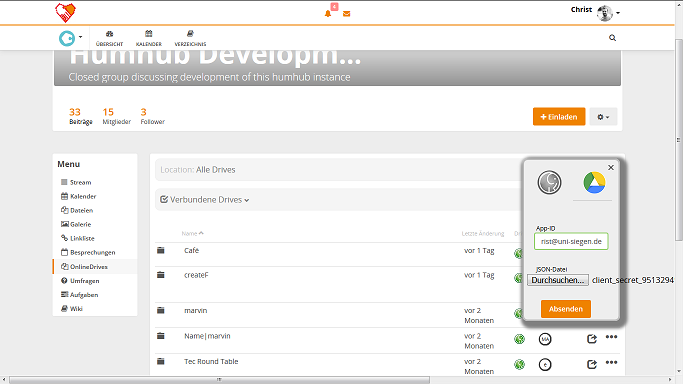 Christ
6
ÜBERSICHT KALENDER VERZEICHNIS
Humhub Developm...
Closed group discussing development of this humhub instance
33 15 3
Beiträge Mitglieder Follower
+ Einladen
Menu
Stream
Kalender
Dateien
Galerie
Linkliste
Besprechungen
OnlineDrives
Umfragen
Aufgaben
Wiki
Location: Alle Drives
Verbundene Drives
Name Letzte Änderung
Café vor 1 Tag
createF vor 1 Tag
marvin vor 2 Monaten
Name|marvin vor 2 Monaten MA
Tec Round Table vor 2 Monaten
×
App-ID
rist@uni-siegen.de
JSON-Datei
Durchsuchen... client_secret_9513294
Absenden